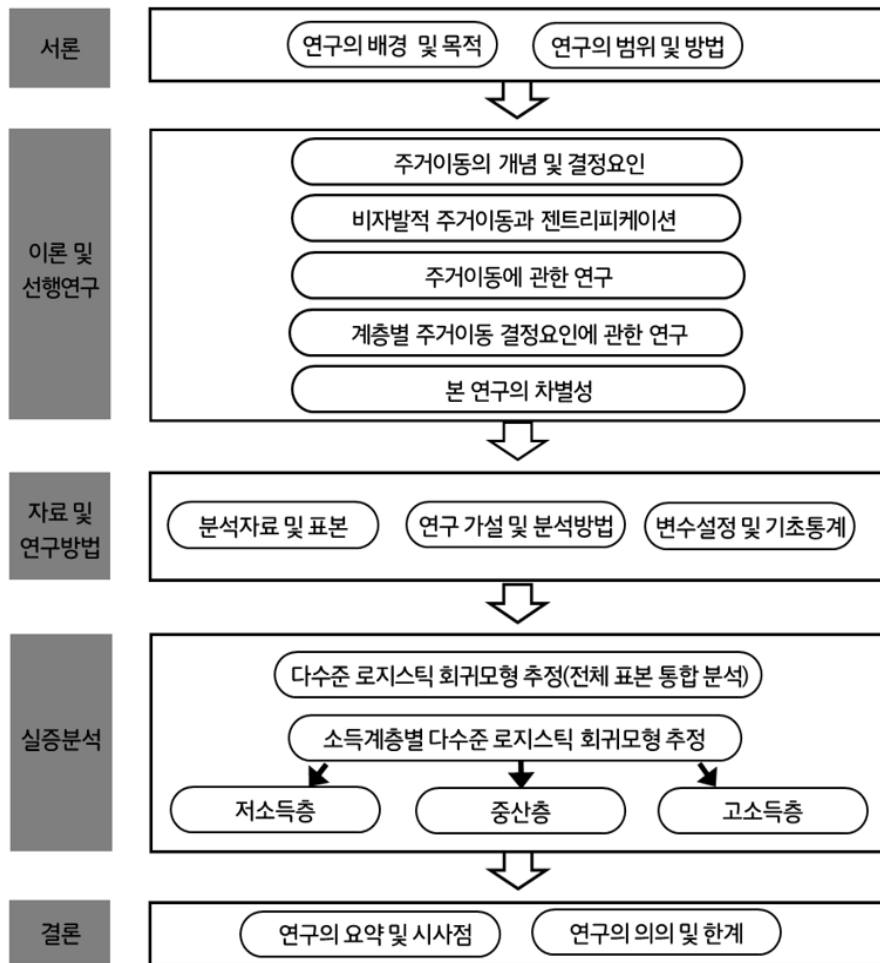 서론
연구의 배경 및 목적
연구의 범위 및 방법
이론 및
선행연구
주거이동의 개념 및 결정요인
비자발적 주거이동과 젠트리피케이션
주거이동에 관한 연구
계층별 주거이동 결정요인에 관한 연구
본 연구의 차별성
자료 및
연구방법
분석자료 및 표본
연구 가설 및 분석방법
변수설정 및 기초통계
실증분석
다수준 로지스틱 회귀모형 추정(전체 표본 통합 분석)
소득계층별 다수준 로지스틱 회귀모형 추정
저소득층
중산층
고소득층
결론
연구의 요약 및 시사점
연구의 의의 및 한계